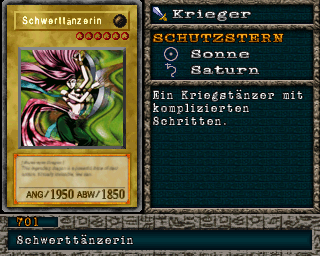 Schwerttänzerin
ANG/1950 ABW/1850
Krieger
SCHUTZSTERN
Sonne
Saturn
Ein Kriegstänzer mit
komplizierten
Schritten.
701
Schwerttänzerin